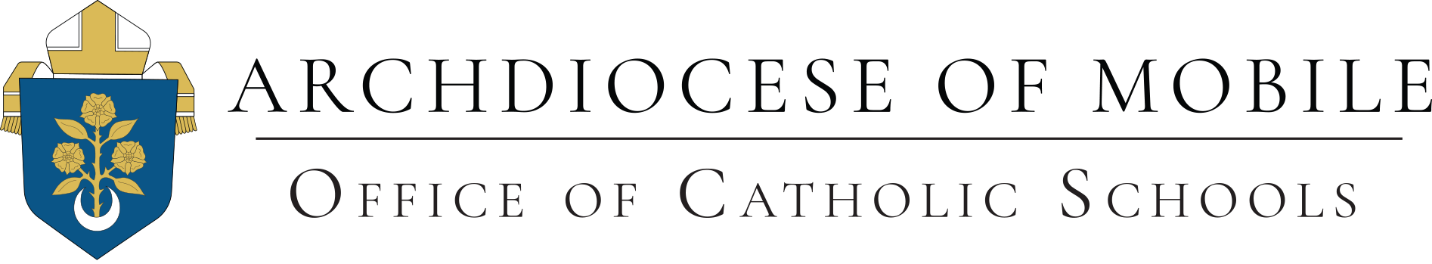 ARCHDIOCESE OF MOBILE
OFFICE OF CATHOLIC SCHOOLS